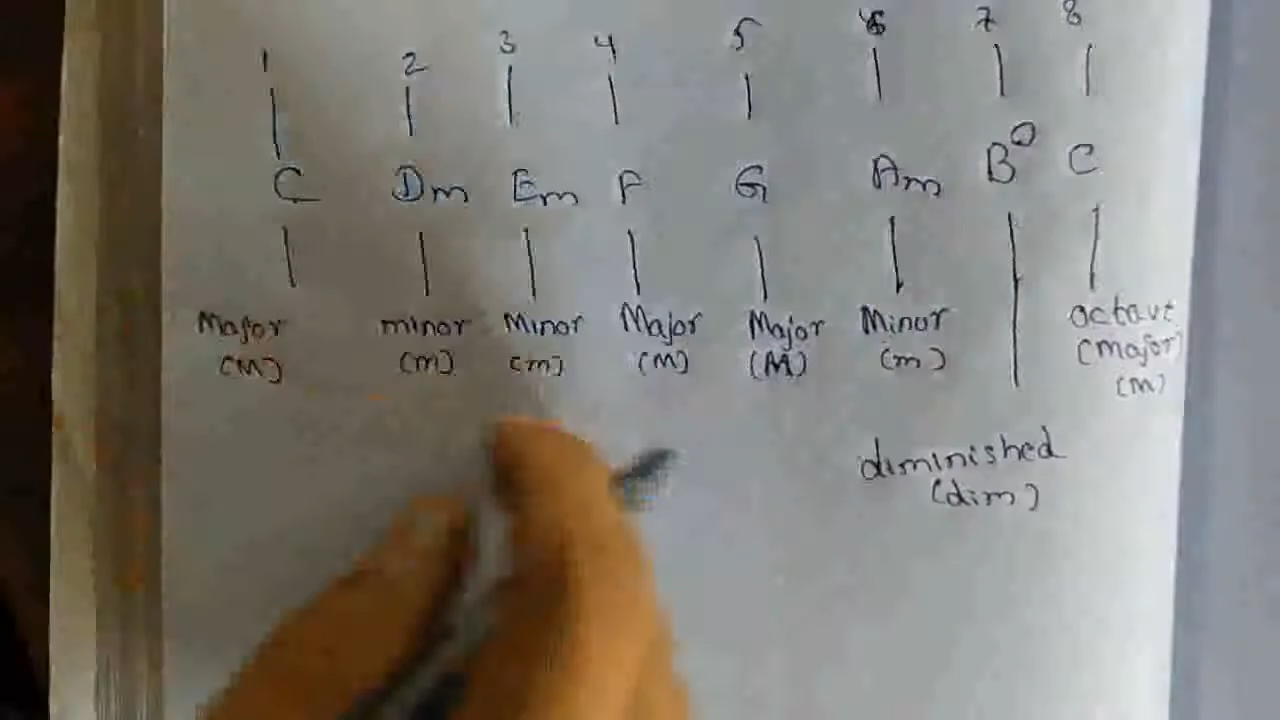 1 2 3 4 5 6 7 8
C Dm Em F G Am B° C
Major minor Minor Major Major Minor octave
(M) (m) (m) (M) (M) (m) (major)
(m)
diminished
(dim)